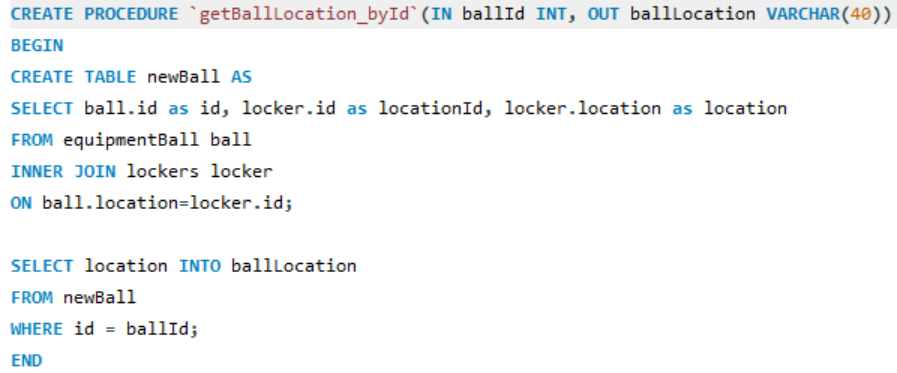 CREATE PROCEDURE `getBallLocation_byId`(IN ballId INT, OUT ballLocation VARCHAR(40))
BEGIN
CREATE TABLE newBall AS
SELECT ball.id as id, locker.id as locationId, locker.location as location
FROM equipmentBall ball
INNER JOIN lockers locker
ON ball.location=locker.id;
SELECT location INTO ballLocation
FROM newBall
WHERE id = ballId;
END